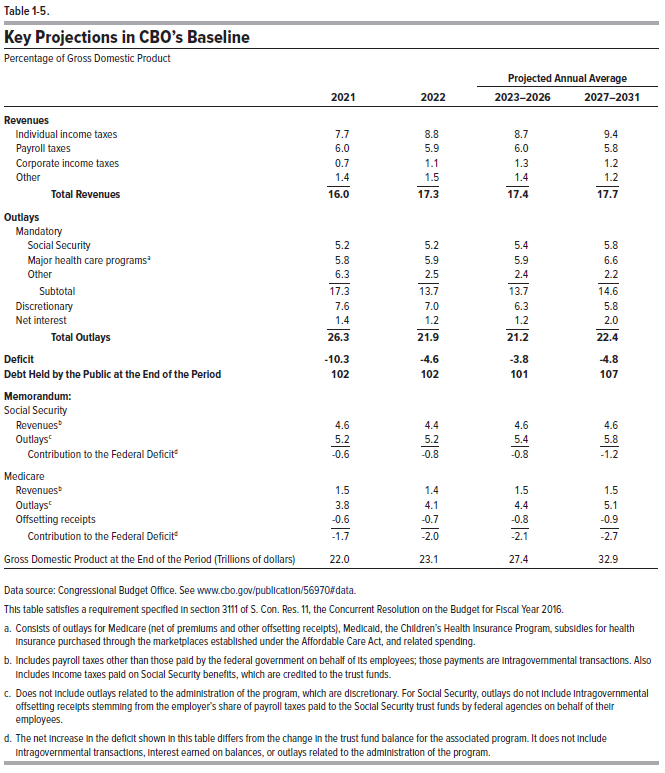 Table 1-5.
Key Projections in CBO’s Baseline
Percentage of Gross Domestic Product
Projected Annual Average
2021 2022 2023–2026 2027–2031
Revenues
Individual income taxes 7.7 8.8 8.7 9.4
Payroll taxes 6.0 5.9 6.0 5.8
Corporate income taxes 0.7 1.1 1.3 1.2
Other 1.4 1.5 1.4 1.2
Total Revenues 16.0 17.3 17.4 17.7
Outlays
Mandatory
Social Security 5.2 5.2 5.4 5.8
Major health care programsᵃ 5.8 5.9 5.9 6.6
Other 6.3 2.5 2.4 2.2
Subtotal 17.3 13.7 13.7 14.6
Discretionary 7.6 7.0 6.3 5.8
Net interest 1.4 1.2 1.2 2.0
Total Outlays 26.3 21.9 21.2 22.4
Deficit -10.3 -4.6 -3.8 -4.8
Debt Held by the Public at the End of the Period 102 102 101 107
Memorandum:
Social Security
Revenuesᵇ 4.6 4.4 4.6 4.6
Outlaysᶜ 5.2 5.2 5.4 5.8
Contribution to the Federal Deficitᵈ -0.6 -0.8 -0.8 -1.2
Medicare
Revenuesᵇ 1.5 1.4 1.5 1.5
Outlaysᶜ 3.8 4.1 4.4 5.1
Offsetting receipts -0.6 -0.7 -0.8 -0.9
Contribution to the Federal Deficitᵈ -1.7 -2.0 -2.1 -2.7
Gross Domestic Product at the End of the Period (Trillions of dollars) 22.0 23.1 27.4 32.9
Data source: Congressional Budget Office. See www.cbo.gov/publication/56970#data.
This table satisfies a requirement specified in section 3111 of S. Con. Res. 11, the Concurrent Resolution on the Budget for Fiscal Year 2016.
a. Consists of outlays for Medicare (net of premiums and other offsetting receipts), Medicaid, the Children’s Health Insurance Program, subsidies for health
insurance purchased through the marketplaces established under the Affordable Care Act, and related spending.
b. Includes payroll taxes other than those paid by the federal government on behalf of its employees; those payments are intragovernmental transactions. Also
includes income taxes paid on Social Security benefits, which are credited to the trust funds.
c. Does not include outlays related to the administration of the program, which are discretionary. For Social Security, outlays do not include intragovernmental
offsetting receipts stemming from the employer’s share of payroll taxes paid to the Social Security trust funds by federal agencies on behalf of their
employees.
d. The net increase in the deficit shown in this table differs from the change in the trust fund balance for the associated program. It does not include
intragovernmental transactions, interest earned on balances, or outlays related to the administration of the program.